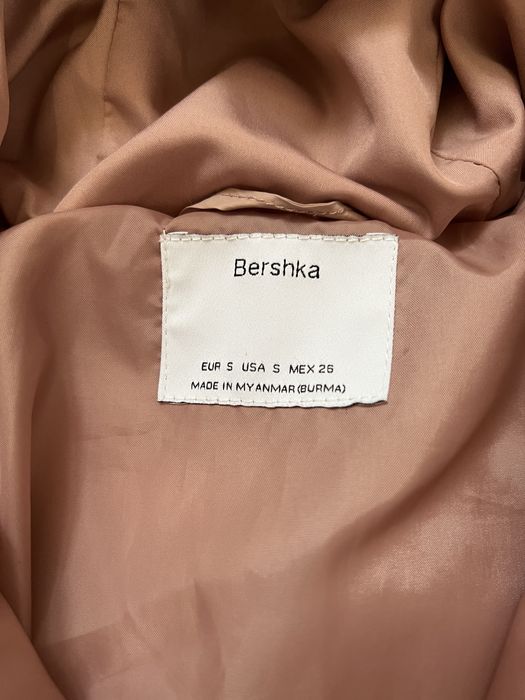 Bershka
EUR S USA S MEX 26
MADE IN MYANMAR (BURMA)